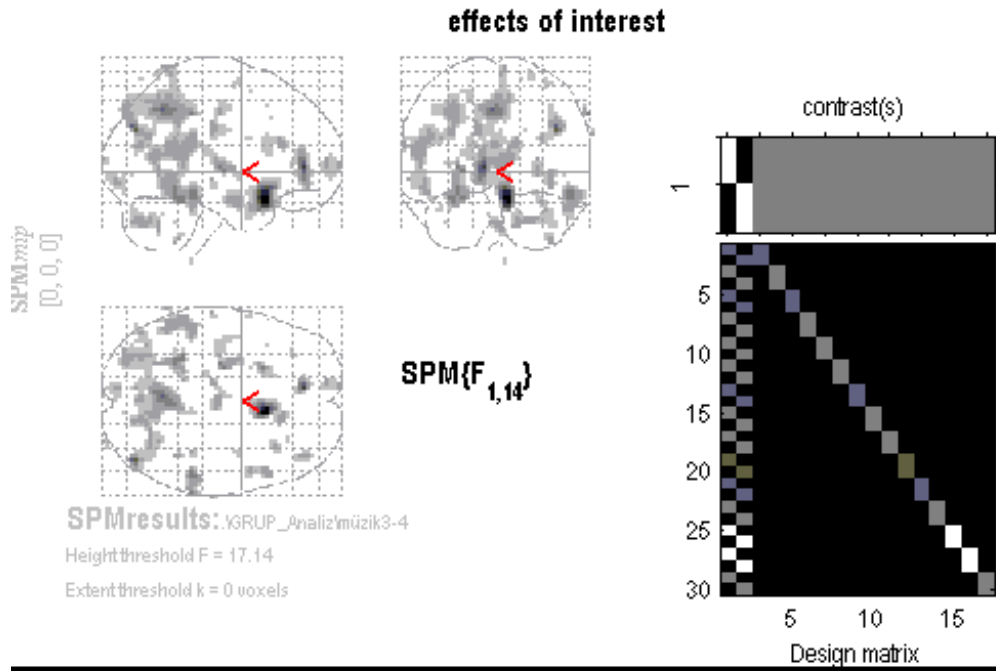 effects of interest
SPMmip
[0, 0, 0]
SPM{F1,14}
SPMresults: .\GRUP_Analiz\müzik3-4
Height threshold F = 17.14
Extent threshold k = 0 voxels
contrast(s)
1
5
10
15
20
25
30
5 10 15
Design matrix